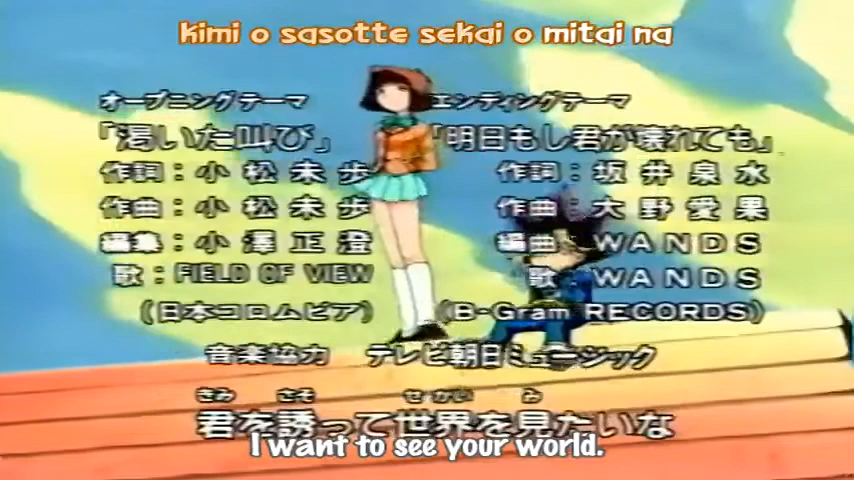 kimi o sasotte sekai o mitai na
オープニングテーマ
「渇いた叫び」
作詞：小松未歩
作曲：小松未歩
編集：小澤正澄
歌：FIELD OF VIEW
（日本コロムビア）
エンディングテーマ
「明日もし君が壊れても」
作詞：坂井泉水
作曲：大野愛果
編曲：WANDS
歌：WANDS
（B-Gram RECORDS）
音楽協力　テレビ朝日ミュージック
きみ　さそ　せかい　み
君を誘って世界を見たいな
I want to see your world.